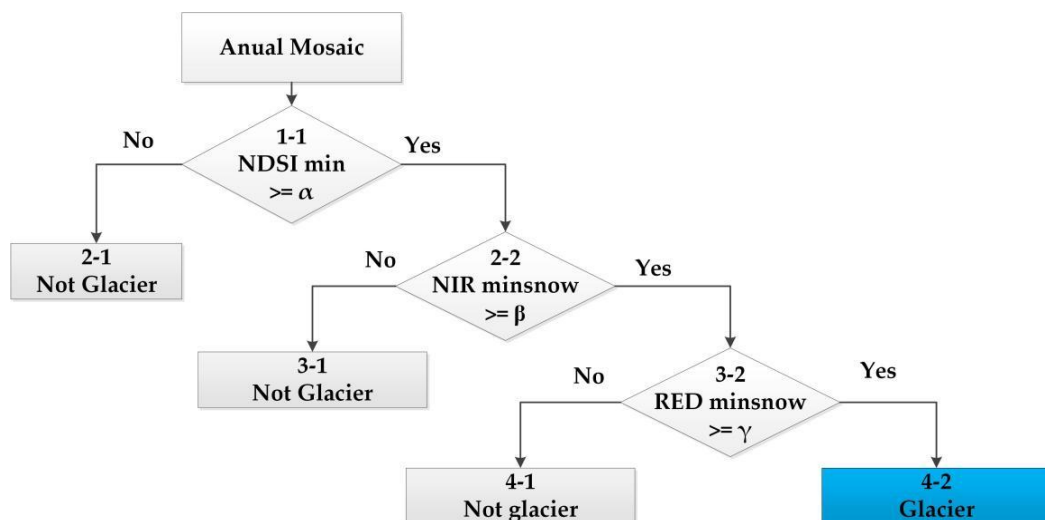 Anual Mosaic
No
1-1
Yes
NDSI min
>= α
2-1
Not Glacier
No
2-2
Yes
NIR minsnow
>= β
3-1
Not Glacier
No
3-2
Yes
RED minsnow
>= γ
4-1
Not glacier
4-2
Glacier